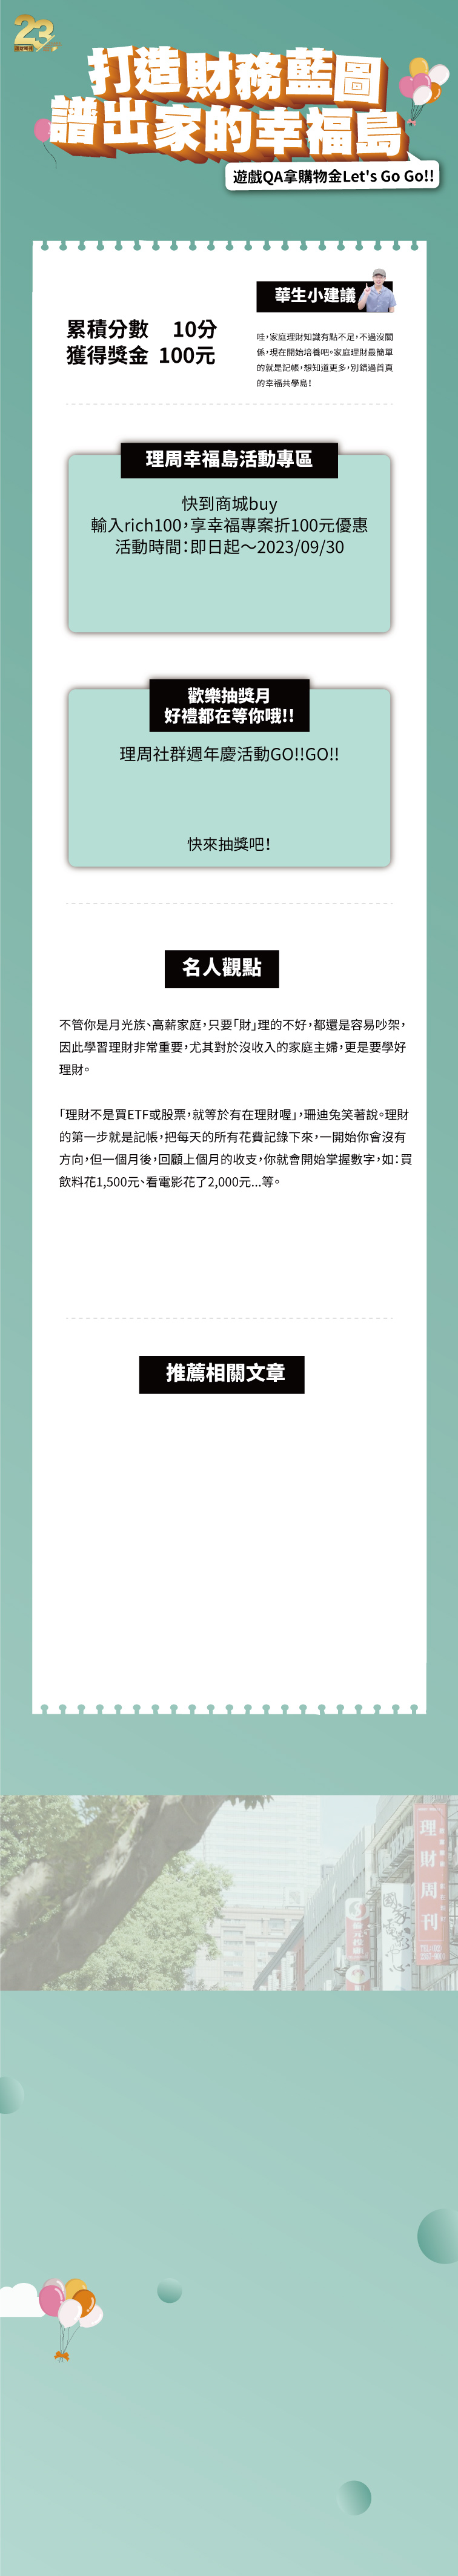 23
打造財務藍圖
譜出家的幸福島
遊戲QA拿購物金Let's Go Go!!
華生小建議
累積分數 10分
獲得獎金 100元
哇，家庭理財知識有點不足，不過沒關
係，現在開始培養吧。家庭理財最簡單
的就是記帳，想知道更多，別錯過首頁
的幸福共學島！
理周幸福島活動專區
快到商城buy
輸入rich100，享幸福專案折100元優惠
活動時間：即日起～2023/09/30
歡樂抽獎月
好禮都在等你哦!!
理周社群週年慶活動GO!!GO!!
快來抽獎吧！
名人觀點
不管你是月光族、高薪家庭，只要「財」理的不好，都還是容易吵架，
因此學習理財非常重要，尤其對於沒收入的家庭主婦，更是要學好
理財。
「理財不是買ETF或股票，就等於有在理財喔」，珊迪兔笑著說。理財
的第一步就是記帳，把每天的所有花費記錄下來，一開始你會沒有
方向，但一個月後，回顧上個月的收支，你就會開始掌握數字，如：買
飲料花1,500元、看電影花了2,000元...等。
推薦相關文章
理財周刊